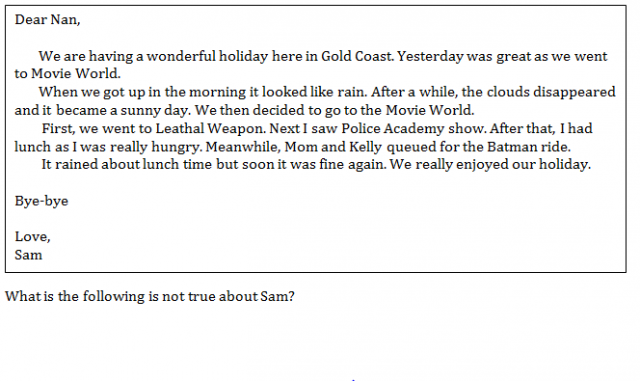 Dear Nan,
We are having a wonderful holiday here in Gold Coast. Yesterday was great as we went
to Movie World.
When we got up in the morning it looked like rain. After a while, the clouds disappeared
and it became a sunny day. We then decided to go to the Movie World.
First, we went to Leathal Weapon. Next I saw Police Academy show. After that, I had
lunch as I was really hungry. Meanwhile, Mom and Kelly queued for the Batman ride.
It rained about lunch time but soon it was fine again. We really enjoyed our holiday.
Bye-bye
Love,
Sam
What is the following is not true about Sam?